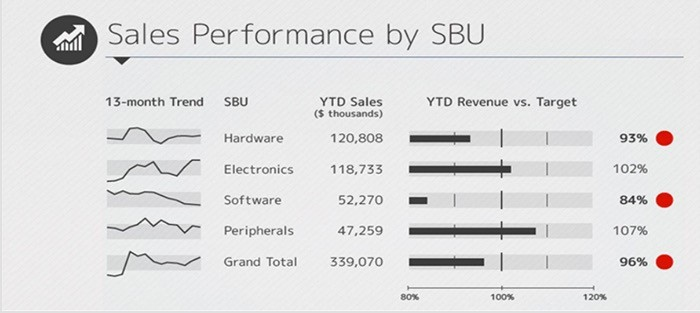 Sales Performance by SBU
13-month Trend SBU YTD Sales YTD Revenue vs. Target
($ thousands)
Hardware 120,808 93%
Electronics 118,733 102%
Software 52,270 84%
Peripherals 47,259 107%
Grand Total 339,070 96%
80% 100% 120%